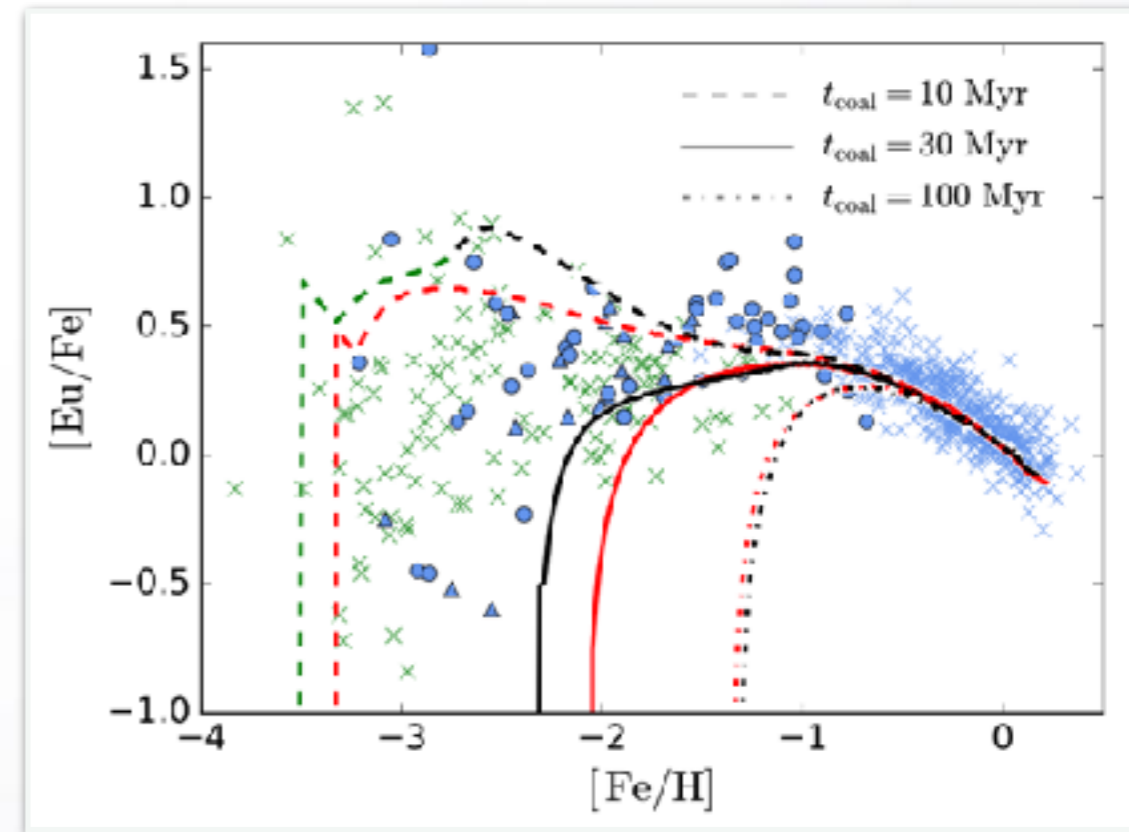 1.5
1.0
0.5
0.0
−0.5
−1.0
[Eu/Fe]
t_coal = 10 Myr
t_coal = 30 Myr
t_coal = 100 Myr
−4 −3 −2 −1 0
[Fe/H]